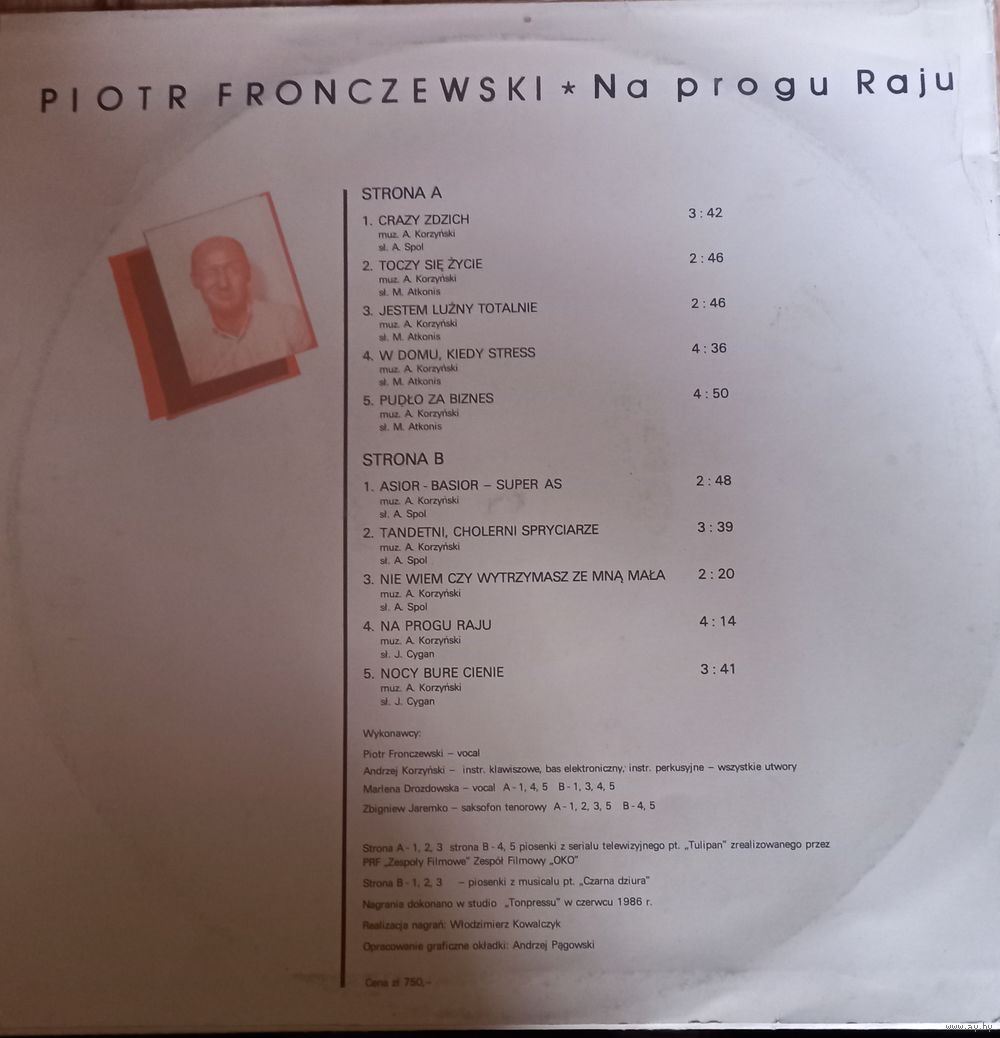 PIOTR FRONCZEWSKI * Na progu Raju
STRONA A
1. CRAZY ZDZICH 3:42
muz. A. Korzyński
sł. A. Spol
2. TOCZY SIĘ ŻYCIE 2:46
muz. A. Korzyński
sł. M. Atkonis
3. JESTEM LUŹNY TOTALNIE 2:46
muz. A. Korzyński
sł. M. Atkonis
4. W DOMU, KIEDY STRESS 4:36
muz. A. Korzyński
sł. M. Atkonis
5. PUDŁO ZA BIZNES 4:50
muz. A. Korzyński
sł. M. Atkonis
STRONA B
1. ASIOR - BASIOR – SUPER AS 2:48
muz. A. Korzyński
sł. A. Spol
2. TANDETNI, CHOLERNI SPRYCIARZE 3:39
muz. A. Korzyński
sł. A. Spol
3. NIE WIEM CZY WYTRZYMASZ ZE MNĄ MAŁA 2:20
muz. A. Korzyński
sł. A. Spol
4. NA PROGU RAJU 4:14
muz. A. Korzyński
sł. J. Cygan
5. NOCY BURE CIENIE 3:41
muz. A. Korzyński
sł. J. Cygan
Wykonawcy:
Piotr Fronczewski – vocal
Andrzej Korzyński – instr. klawiszowe, bas elektroniczny, instr. perkusyjne – wszystkie utwory
Marlena Drozdowska – vocal A - 1, 4, 5 B - 1, 3, 4, 5
Zbigniew Jaremko – saksofon tenorowy A - 1, 2, 3, 5 B - 4, 5
Strona A - 1, 2, 3 strona B - 4, 5 piosenki z serialu telewizyjnego pt. „Tulipan" zrealizowanego przez
PRF „Zespoły Filmowe" Zespół Filmowy „OKO"
Strona B - 1, 2, 3 – piosenki z musicalu pt. „Czarna dziura"
Nagrania dokonano w studio „Tonpressu" w czerwcu 1986 r.
Realizacja nagrań: Włodzimierz Kowalczyk
Opracowanie graficzne okładki: Andrzej Pągowski
Cena zł 750,–
www.au.hu